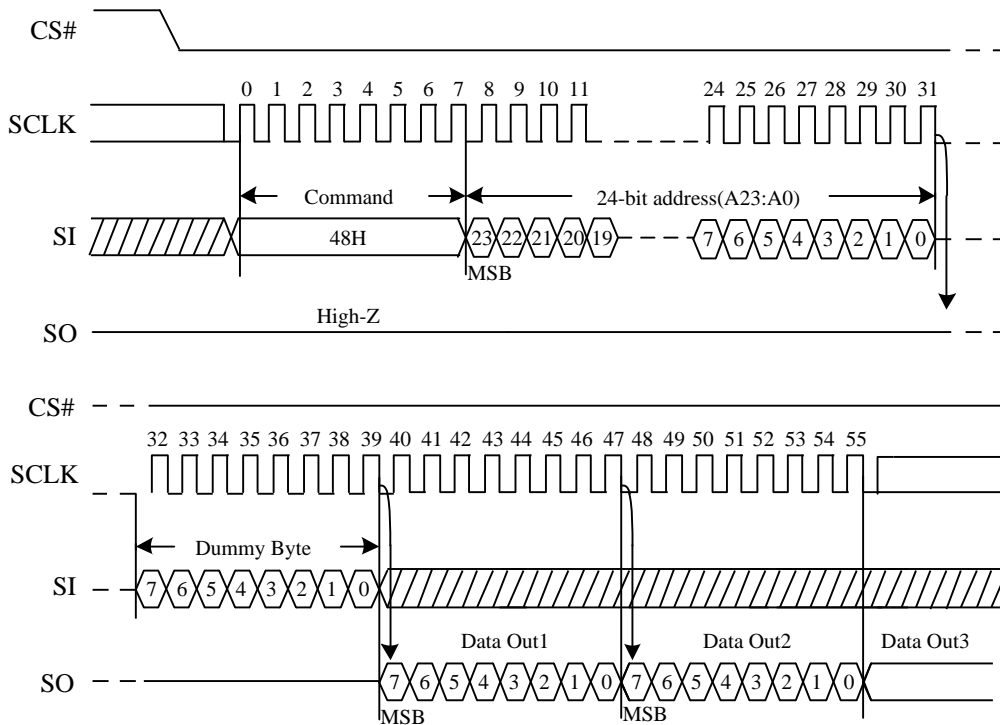 CS#
0 1 2 3 4 5 6 7 8 9 10 11 24 25 26 27 28 29 30 31
SCLK
Command 24-bit address(A23:A0)
SI 48H 23 22 21 20 19 7 6 5 4 3 2 1 0
MSB
High-Z
SO
CS#
32 33 34 35 36 37 38 39 40 41 42 43 44 45 46 47 48 49 50 51 52 53 54 55
SCLK
Dummy Byte
SI 7 6 5 4 3 2 1 0
Data Out1 Data Out2 Data Out3
SO 7 6 5 4 3 2 1 0 7 6 5 4 3 2 1 0
MSB MSB